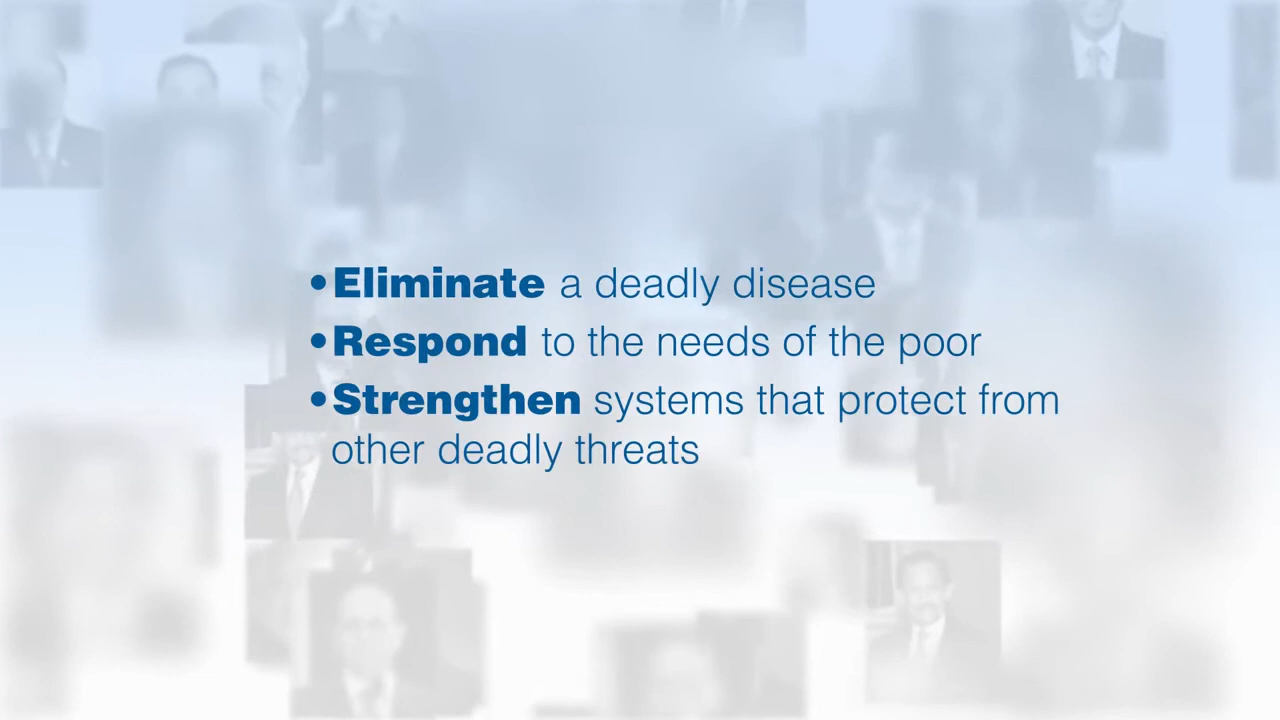 •Eliminate a deadly disease
•Respond to the needs of the poor
•Strengthen systems that protect from
other deadly threats